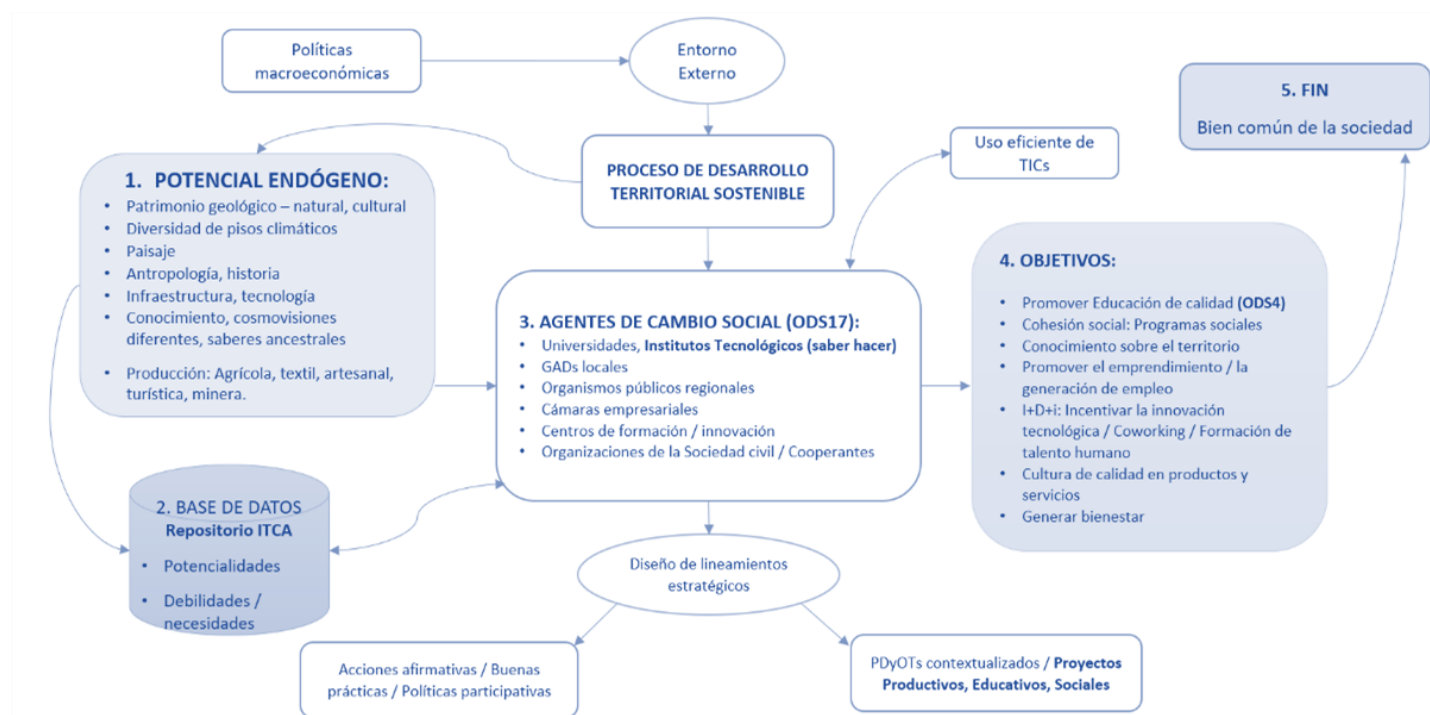 Políticas
macroeconómicas
Entorno
Externo
5. FIN
Bien común de la sociedad
Uso eficiente de
TICs
PROCESO DE DESARROLLO
TERRITORIAL SOSTENIBLE
1. POTENCIAL ENDÓGENO:
• Patrimonio geológico – natural, cultural
• Diversidad de pisos climáticos
• Paisaje
• Antropología, historia
• Infraestructura, tecnología
• Conocimiento, cosmovisiones
diferentes, saberes ancestrales
• Producción: Agrícola, textil, artesanal,
turística, minera.
2. BASE DE DATOS
Repositorio ITCA
• Potencialidades
• Debilidades /
necesidades
3. AGENTES DE CAMBIO SOCIAL (ODS17):
• Universidades, Institutos Tecnológicos (saber hacer)
• GADs locales
• Organismos públicos regionales
• Cámaras empresariales
• Centros de formación / innovación
• Organizaciones de la Sociedad civil / Cooperantes
4. OBJETIVOS:
• Promover Educación de calidad (ODS4)
• Cohesión social: Programas sociales
• Conocimiento sobre el territorio
• Promover el emprendimiento / la
generación de empleo
• I+D+i: Incentivar la innovación
tecnológica / Coworking / Formación de
talento humano
• Cultura de calidad en productos y
servicios
• Generar bienestar
Diseño de lineamientos
estratégicos
Acciones afirmativas / Buenas
prácticas / Políticas participativas
PDyOTs contextualizados / Proyectos
Productivos, Educativos, Sociales